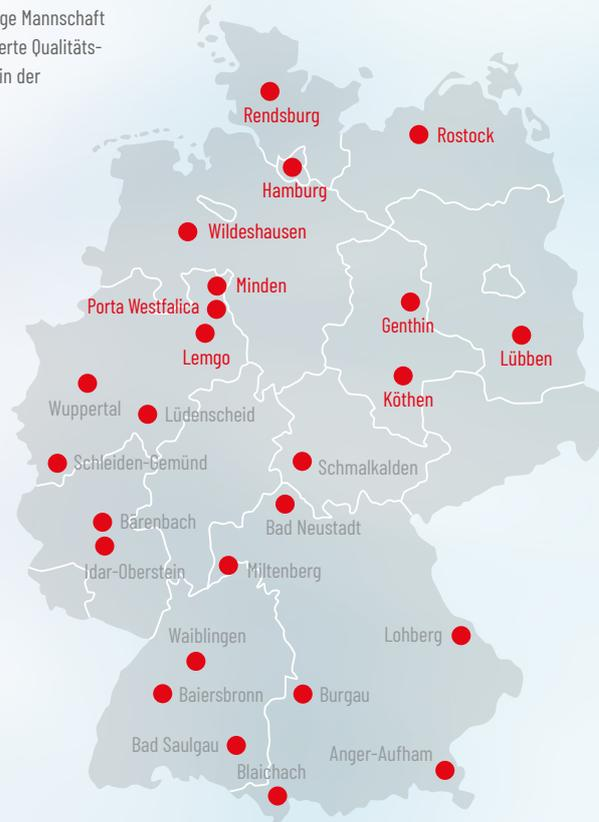 ge Mannschaft
erte Qualitäts-
in der
Rendsburg
Rostock
Hamburg
Wildeshausen
Minden
Porta Westfalica
Genthin
Lemgo
Lübben
Köthen
Wuppertal
Lüdenscheid
Schleiden-Gemünd
Schmalkalden
Bärenbach
Bad Neustadt
Idar-Oberstein
Miltenberg
Waiblingen
Lohberg
Baiersbronn
Burgau
Bad Saulgau
Anger-Aufham
Blaichach